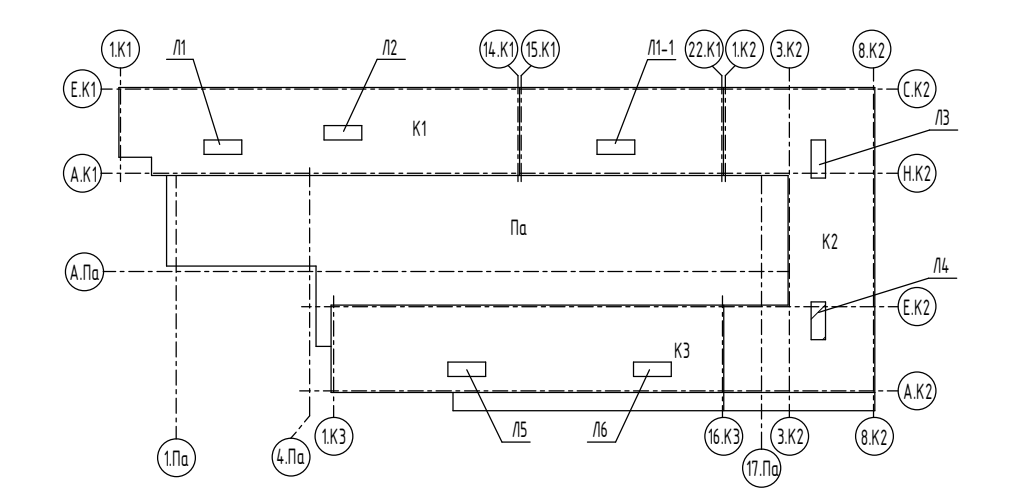 1.К1
Л1
Л2
14.К1
15.К1
Л1-1
22.К1
1.К2
3.К2
8.К2
Е.К1
С.К2
К1
Л3
А.К1
Н.К2
Па
К2
А.Па
Л4
Е.К2
К3
А.К2
1.Па
4.Па
1.К3
Л5
Л6
16.К3
17.Па
3.К2
8.К2